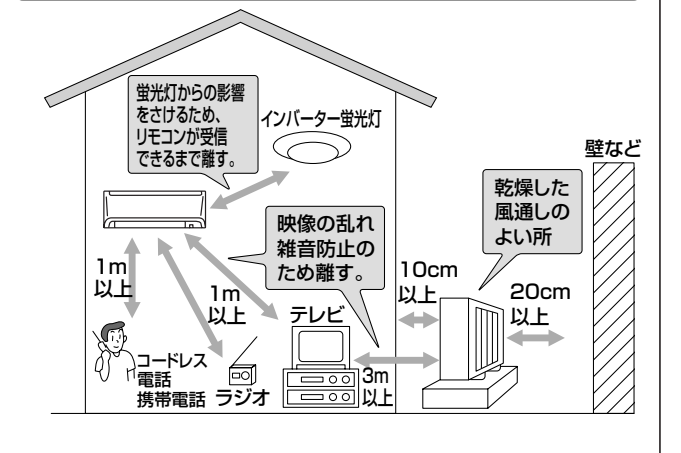 蛍光灯からの影響
をさけるため、
リモコンが受信
できるまで離す。
インバーター蛍光灯
壁など
乾燥した
風通しの
よい所
映像の乱れ
雑音防止の
ため離す。
1m
以上
1m
以上
10cm
以上
20cm
以上
テレビ
コードレス
電話
携帯電話
ラジオ
3m
以上